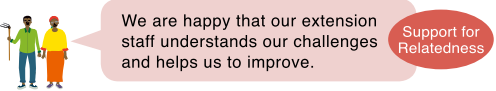 We are happy that our extension
staff understands our challenges
and helps us to improve.
Support for
Relatedness